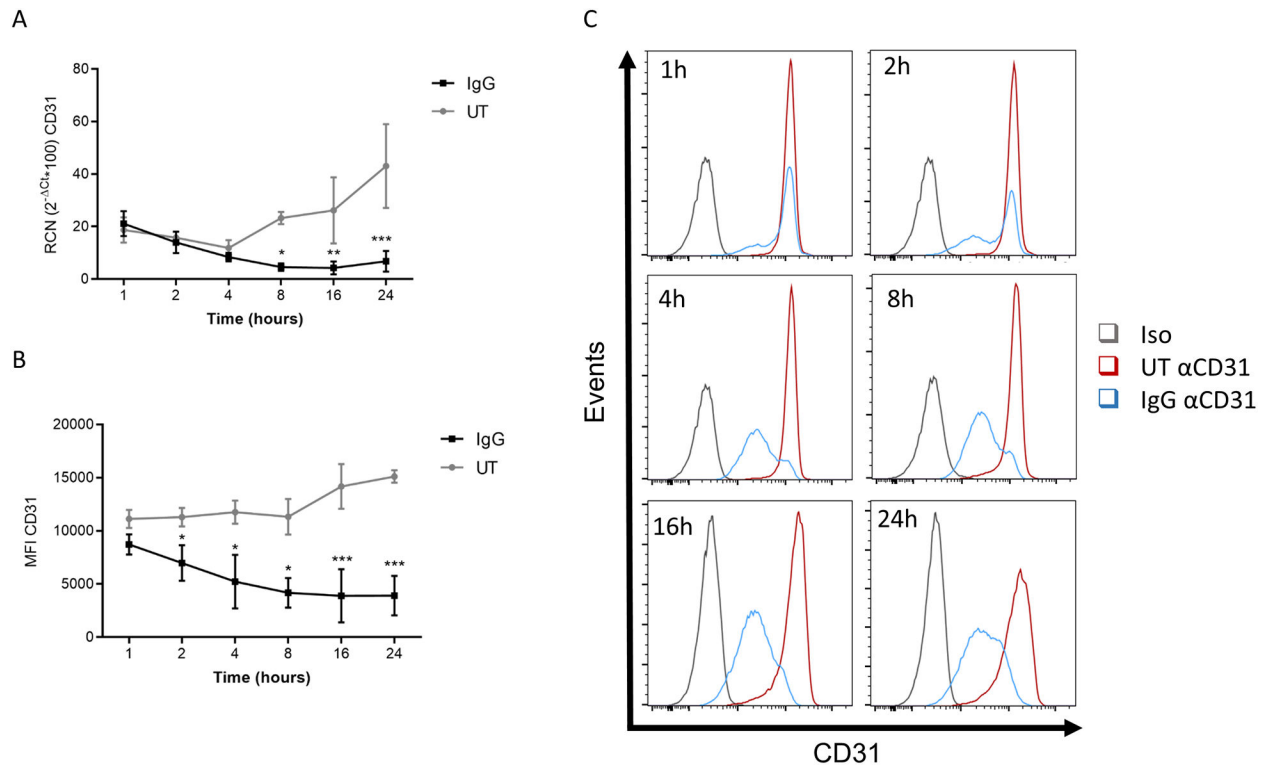 A
80
60
40
20
0
RCN (2^-ΔCt*100) CD31
IgG
UT
*
**
***
1 2 4 8 16 24
Time (hours)
B
20000
15000
10000
5000
0
MFI CD31
IgG
UT
*
*
*
***
***
1 2 4 8 16 24
Time (hours)
C
1h
2h
4h
8h
16h
24h
Events
CD31
Iso
UT αCD31
IgG αCD31